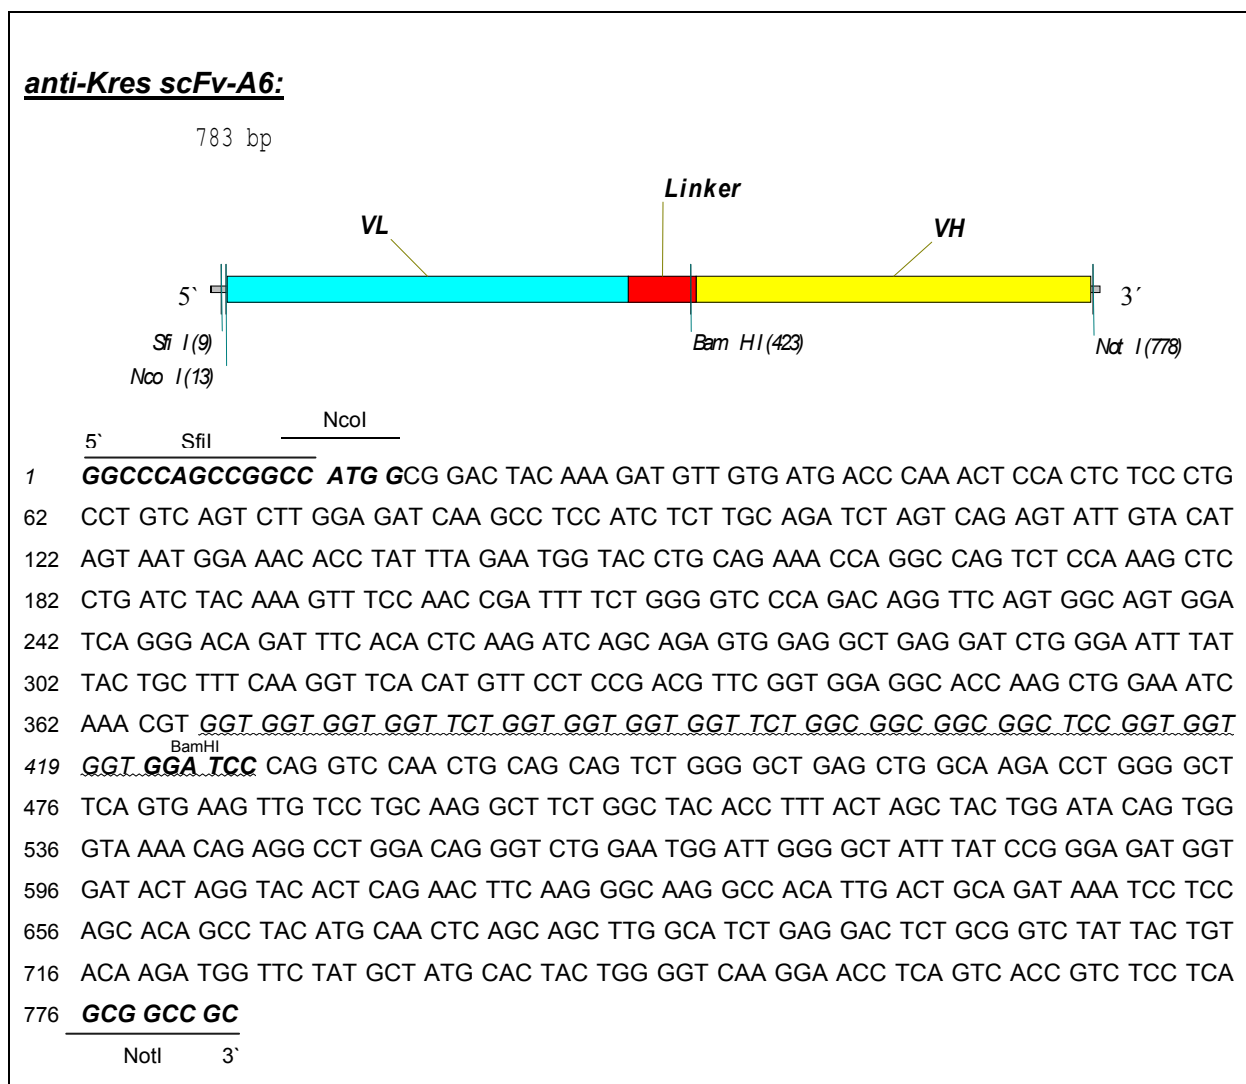 anti-Kres scFv-A6:
783 bp
Linker
VL
VH
5`
3´
Sfi I (9)
Bam HI (423)
Not I (778)
Nco I (13)
NcoI
5` SfiI
1 GGCCCAGCCGGCC ATG GCG GAC TAC AAA GAT GTT GTG ATG ACC CAA ACT CCA CTC TCC CTG
62 CCT GTC AGT CTT GGA GAT CAA GCC TCC ATC TCT TGC AGA TCT AGT CAG AGT ATT GTA CAT
122 AGT AAT GGA AAC ACC TAT TTA GAA TGG TAC CTG CAG AAA CCA GGC CAG TCT CCA AAG CTC
182 CTG ATC TAC AAA GTT TCC AAC CGA TTT TCT GGG GTC CCA GAC AGG TTC AGT GGC AGT GGA
242 TCA GGG ACA GAT TTC ACA CTC AAG ATC AGC AGA GTG GAG GCT GAG GAT CTG GGA ATT TAT
302 TAC TGC TTT CAA GGT TCA CAT GTT CCT CCG ACG TTC GGT GGA GGC ACC AAG CTG GAA ATC
362 AAA CGT GGT GGT GGT GGT TCT GGT GGT GGT GGT TCT GGC GGC GGC GGC TCC GGT GGT
BamHI
419 GGT GGA TCC CAG GTC CAA CTG CAG CAG TCT GGG GCT GAG CTG GCA AGA CCT GGG GCT
476 TCA GTG AAG TTG TCC TGC AAG GCT TCT GGC TAC ACC TTT ACT AGC TAC TGG ATA CAG TGG
536 GTA AAA CAG AGG CCT GGA CAG GGT CTG GAA TGG ATT GGG GCT ATT TAT CCG GGA GAT GGT
596 GAT ACT AGG TAC ACT CAG AAC TTC AAG GGC AAG GCC ACA TTG ACT GCA GAT AAA TCC TCC
656 AGC ACA GCC TAC ATG CAA CTC AGC AGC TTG GCA TCT GAG GAC TCT GCG GTC TAT TAC TGT
716 ACA AGA TGG TTC TAT GCT ATG CAC TAC TGG GGT CAA GGA ACC TCA GTC ACC GTC TCC TCA
776 GCG GCC GC
NotI 3`